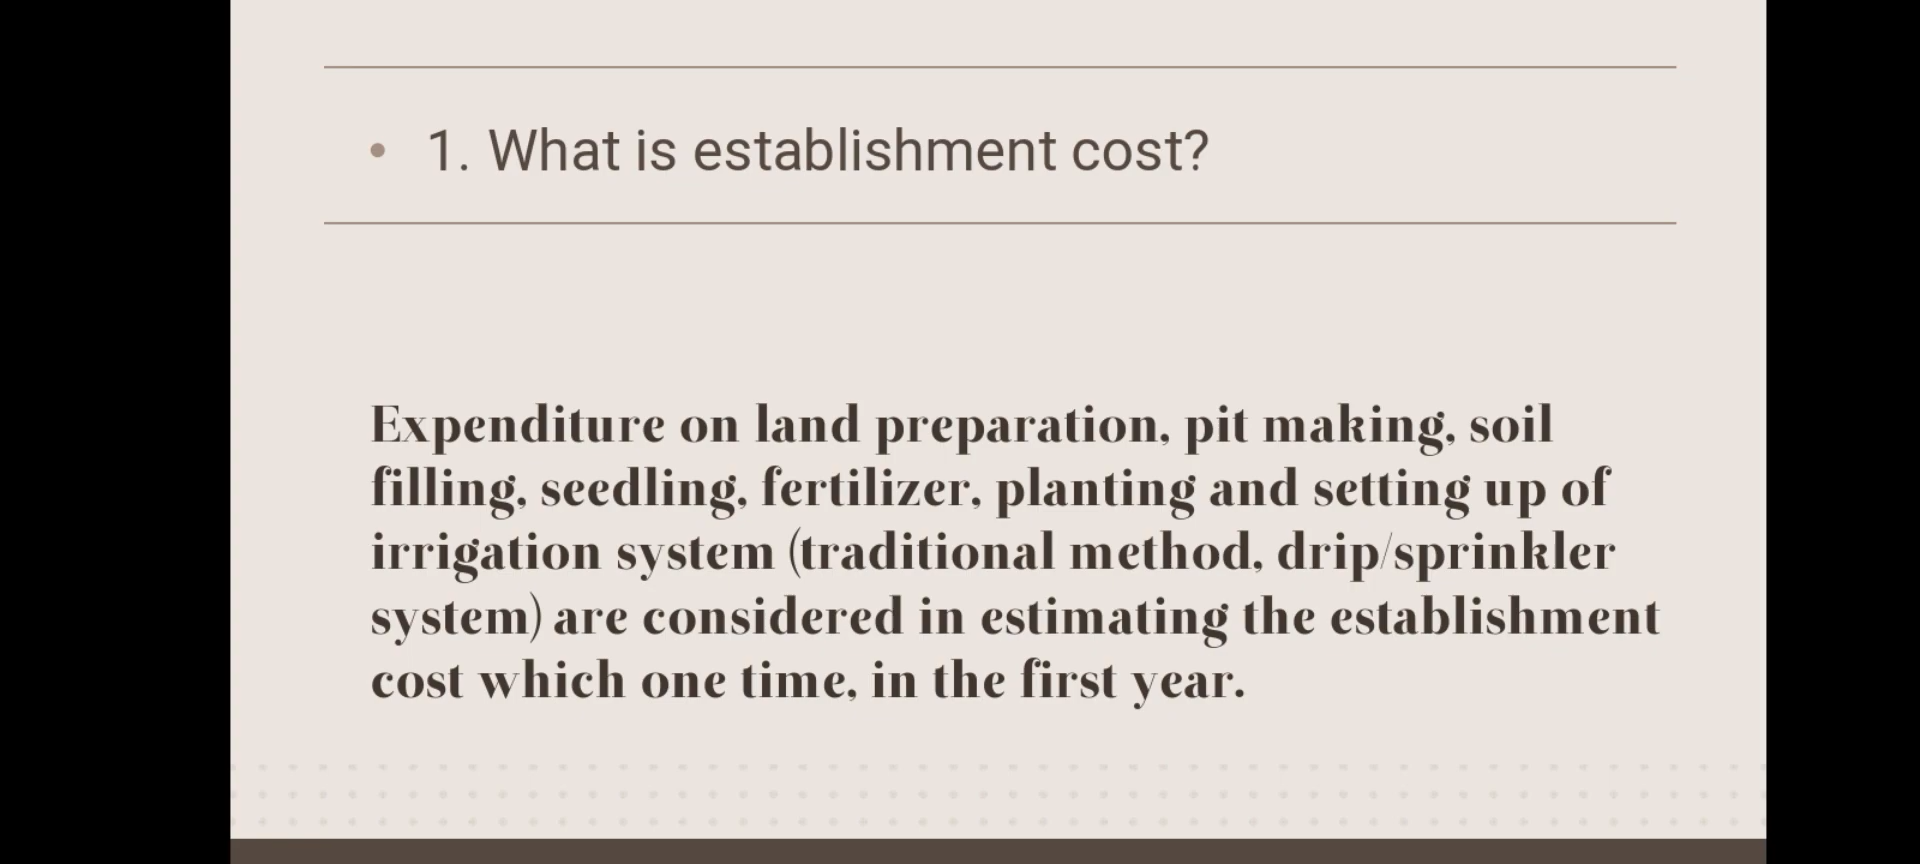 • 1. What is establishment cost?
Expenditure on land preparation, pit making, soil
filling, seedling, fertilizer, planting and setting up of
irrigation system (traditional method, drip/sprinkler
system) are considered in estimating the establishment
cost which one time, in the first year.